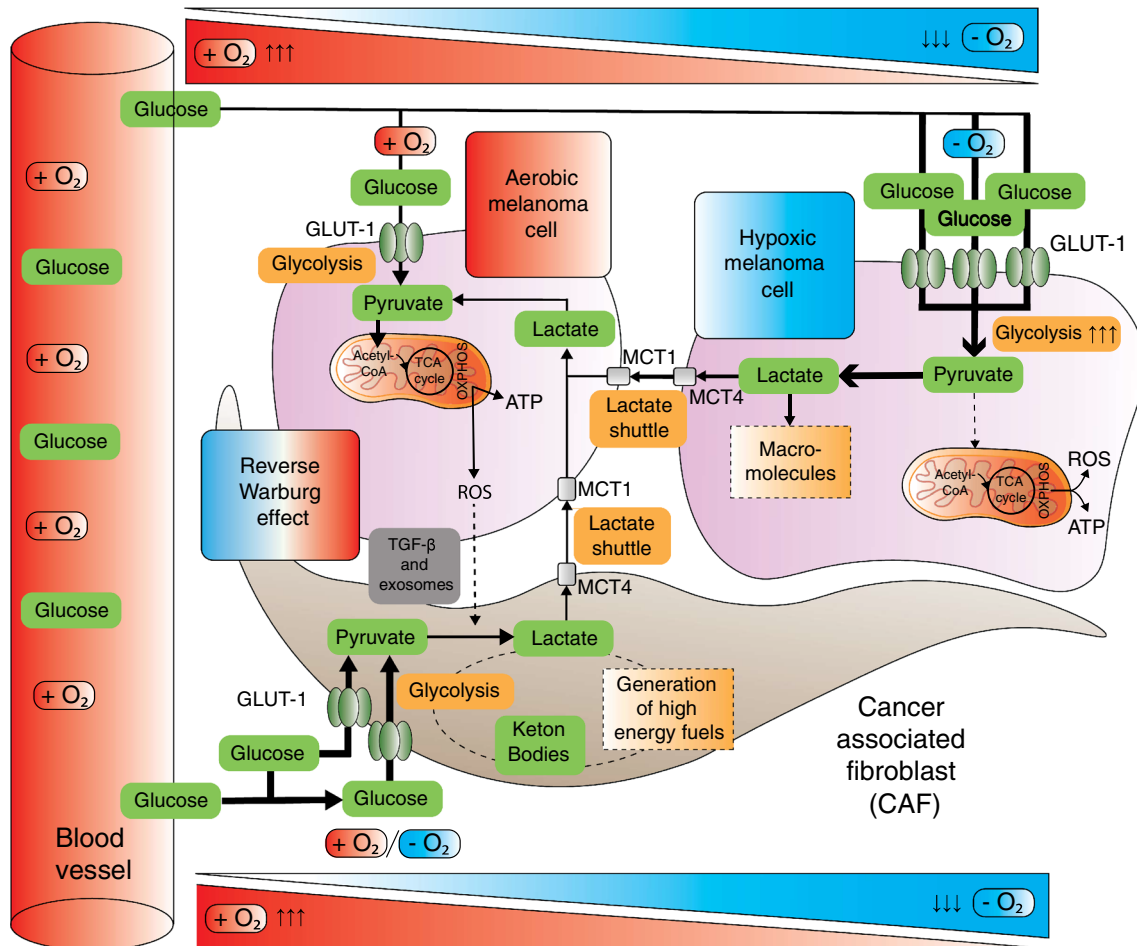 + O₂ ↑↑↑
↓↓↓ - O₂
Glucose
+ O₂
- O₂
+ O₂
Glucose
Aerobic
melanoma
cell
Glucose
Glucose
Glucose
Hypoxic
melanoma
cell
GLUT-1
GLUT-1
Glucose
Glycolysis
Pyruvate
Lactate
Glycolysis ↑↑↑
Acetyl-
CoA
TCA
cycle
OXPHOS
ATP
+ O₂
MCT1
MCT4
Lactate
Pyruvate
Lactate
shuttle
Macro-
molecules
Glucose
Reverse
Warburg
effect
ROS
MCT1
Acetyl-
CoA
TCA
cycle
OXPHOS
ROS
ATP
+ O₂
Lactate
shuttle
TGF-β
and
exosomes
MCT4
Glucose
Pyruvate
Lactate
+ O₂
GLUT-1
Glycolysis
Generation
of high
energy fuels
Keton
Bodies
Cancer
associated
fibroblast
(CAF)
Glucose
Glucose
Glucose
+ O₂ / - O₂
Blood
vessel
+ O₂ ↑↑↑
↓↓↓ - O₂